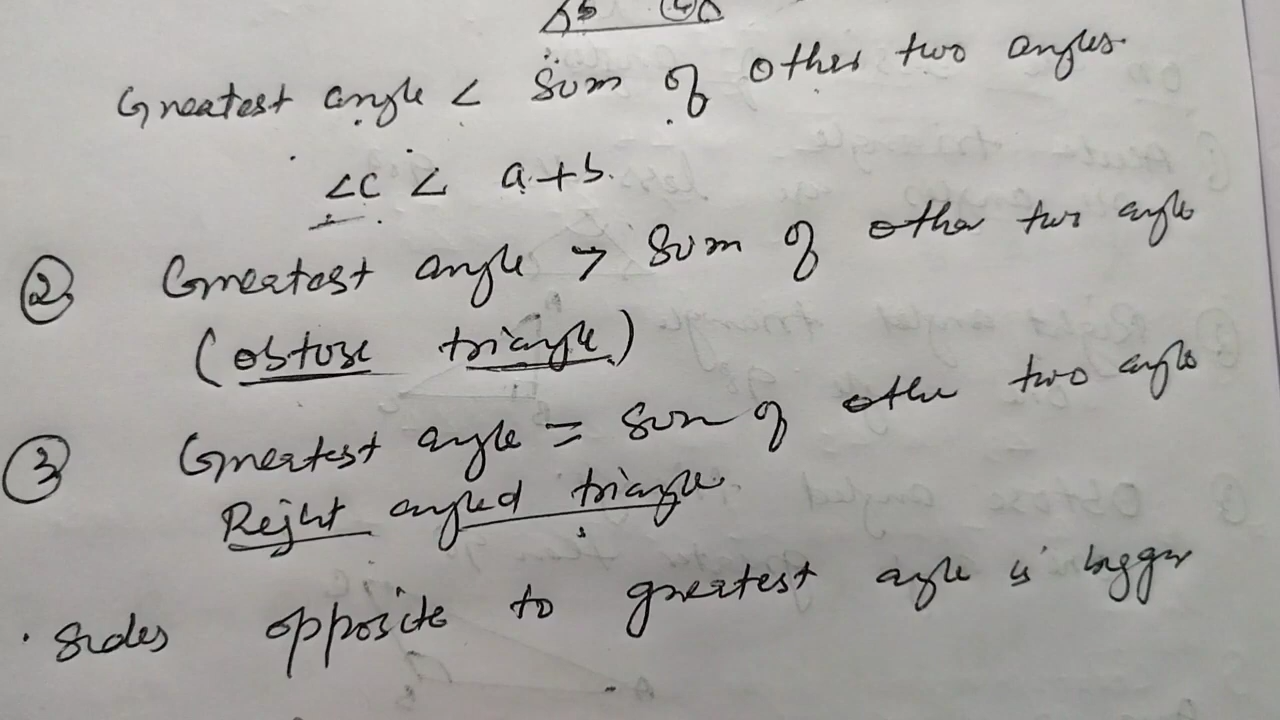 Greatest angle < Sum of other two angles.
∠C < a+b.
② Greatest angle > Sum of other two angle
(obtuse triangle)
③ Greatest angle = Sum of other two angle
Right angled triangle
. Sides opposite to greatest angle is bigger